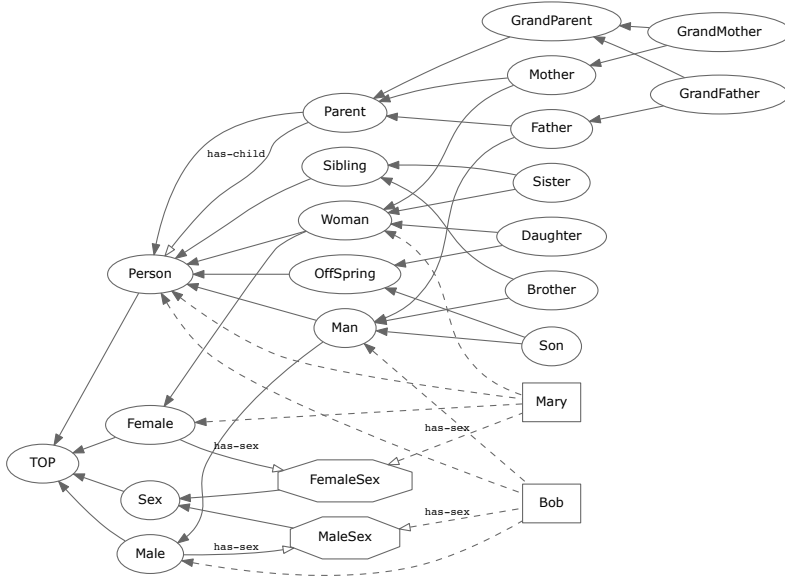 GrandParent
GrandMother
Mother
GrandFather
Parent
Father
has-child
Sibling
Sister
Woman
Daughter
Person
OffSpring
Brother
Man
Son
Mary
Female
has-sex
has-sex
TOP
FemaleSex
Sex
Bob
has-sex
MaleSex
has-sex
Male